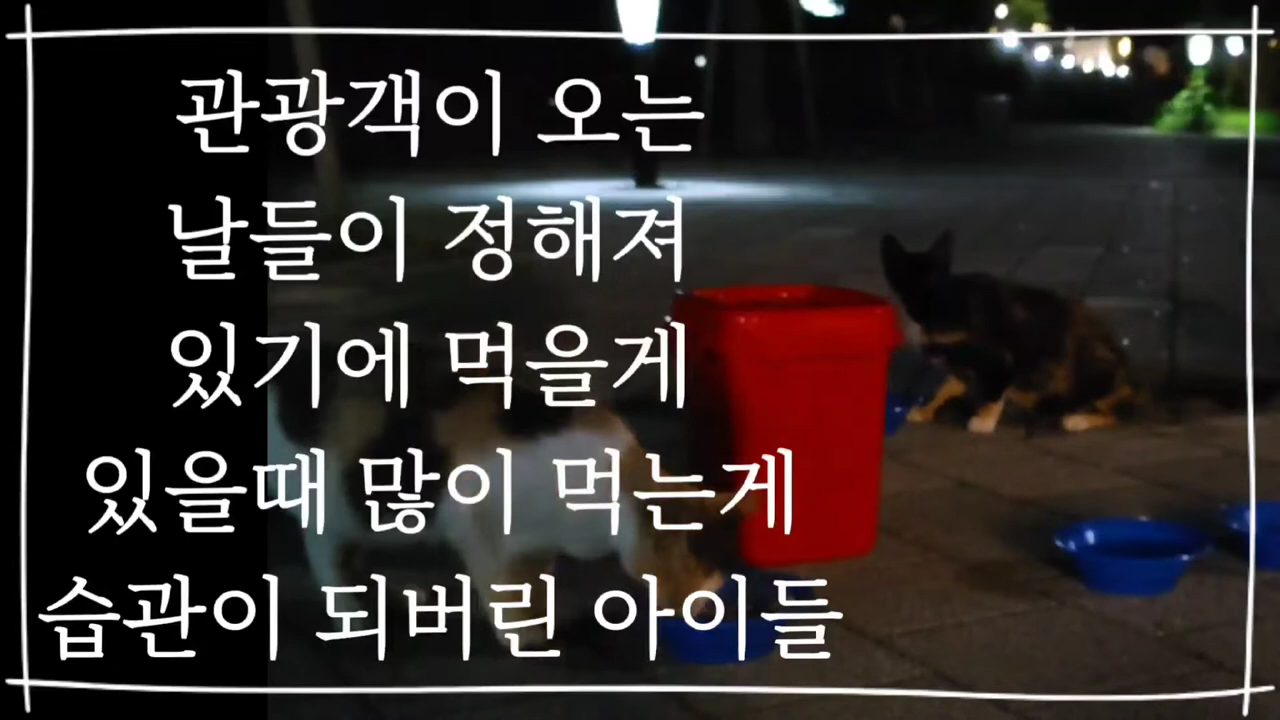 관광객이 오는
날들이 정해져
있기에 먹을게
있을때 많이 먹는게
습관이 되버린 아이들